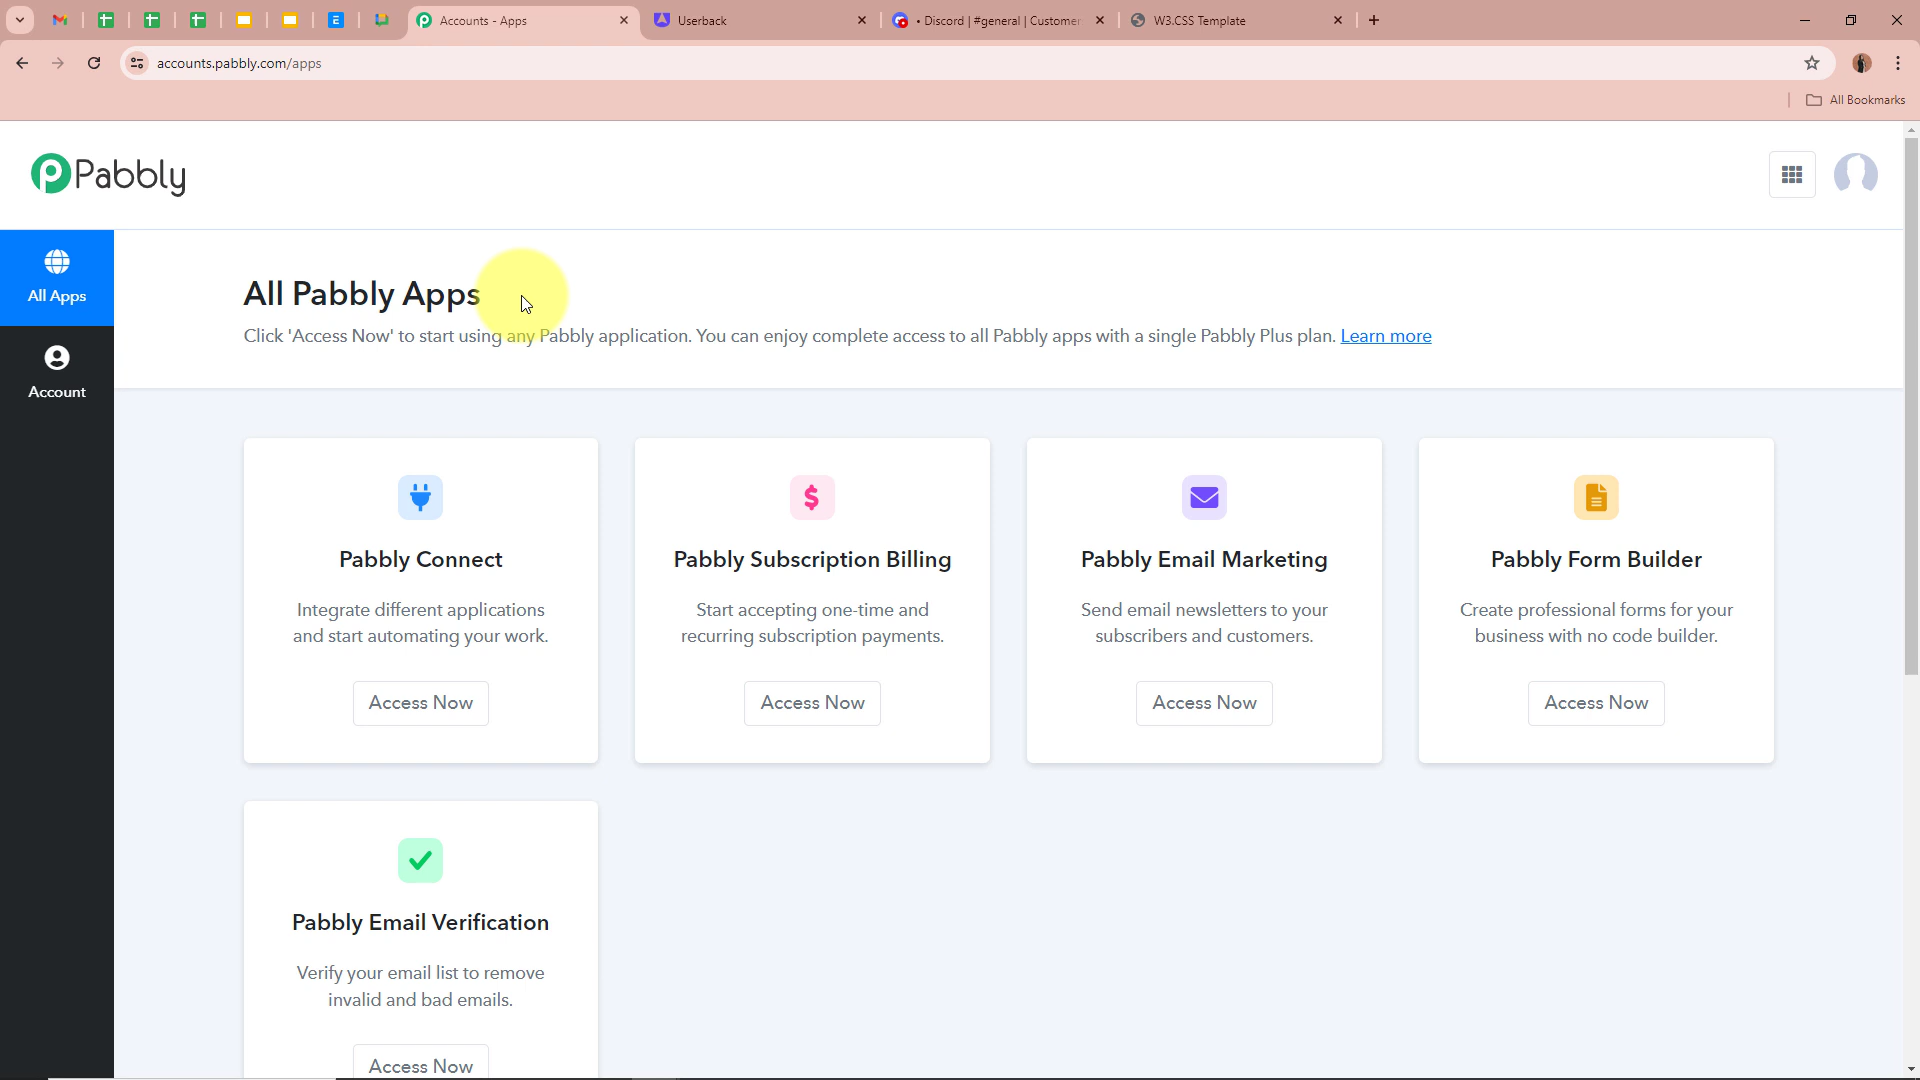 Accounts - Apps
Userback
• Discord | #general | Customer
W3.CSS Template
accounts.pabbly.com/apps
All Bookmarks
Pabbly
All Apps
Account
All Pabbly Apps
Click 'Access Now' to start using any Pabbly application. You can enjoy complete access to all Pabbly apps with a single Pabbly Plus plan. Learn more
Pabbly Connect
Integrate different applications
and start automating your work.
Access Now
Pabbly Subscription Billing
Start accepting one-time and
recurring subscription payments.
Access Now
Pabbly Email Marketing
Send email newsletters to your
subscribers and customers.
Access Now
Pabbly Form Builder
Create professional forms for your
business with no code builder.
Access Now
Pabbly Email Verification
Verify your email list to remove
invalid and bad emails.
Access Now